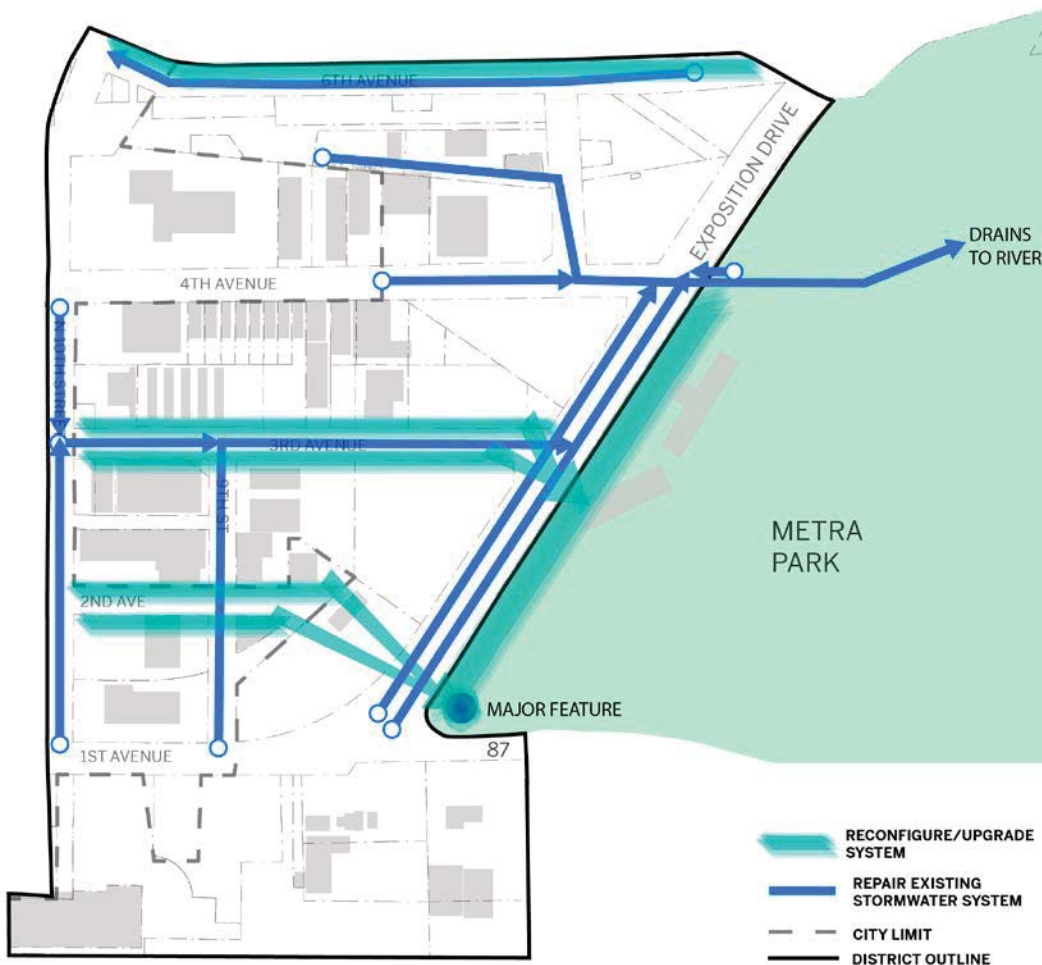 6TH AVENUE
EXPOSITION DRIVE
DRAINS
TO RIVER
4TH AVENUE
N 10TH STREET
3RD AVENUE
9TH ST
METRA
PARK
2ND AVE
MAJOR FEATURE
1ST AVENUE
87
RECONFIGURE/UPGRADE
SYSTEM
REPAIR EXISTING
STORMWATER SYSTEM
CITY LIMIT
DISTRICT OUTLINE